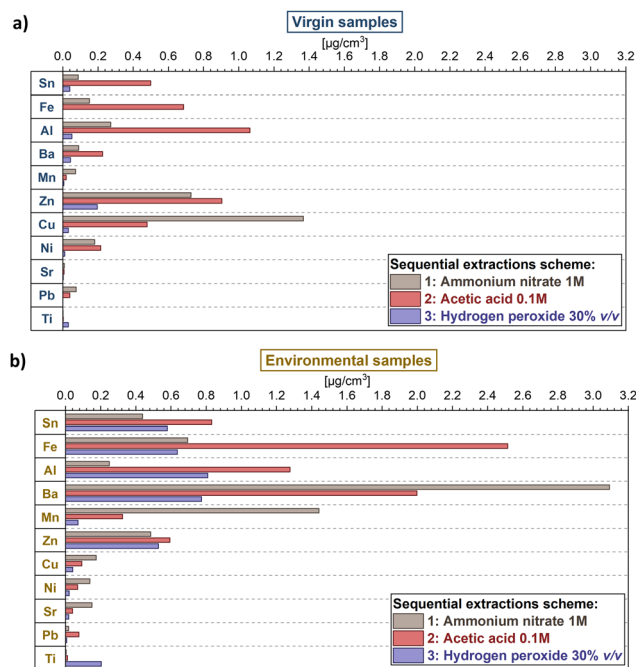 a)
Virgin samples
[µg/cm³]
0.0 0.2 0.4 0.6 0.8 1.0 1.2 1.4 1.6 1.8 2.0 2.2 2.4 2.6 2.8 3.0 3.2
Sn
Fe
Al
Ba
Mn
Zn
Cu
Ni
Sr
Pb
Ti
Sequential extractions scheme:
1: Ammonium nitrate 1M
2: Acetic acid 0.1M
3: Hydrogen peroxide 30% v/v
b)
Environmental samples
[µg/cm³]
0.0 0.2 0.4 0.6 0.8 1.0 1.2 1.4 1.6 1.8 2.0 2.2 2.4 2.6 2.8 3.0 3.2
Sn
Fe
Al
Ba
Mn
Zn
Cu
Ni
Sr
Pb
Ti
Sequential extractions scheme:
1: Ammonium nitrate 1M
2: Acetic acid 0.1M
3: Hydrogen peroxide 30% v/v